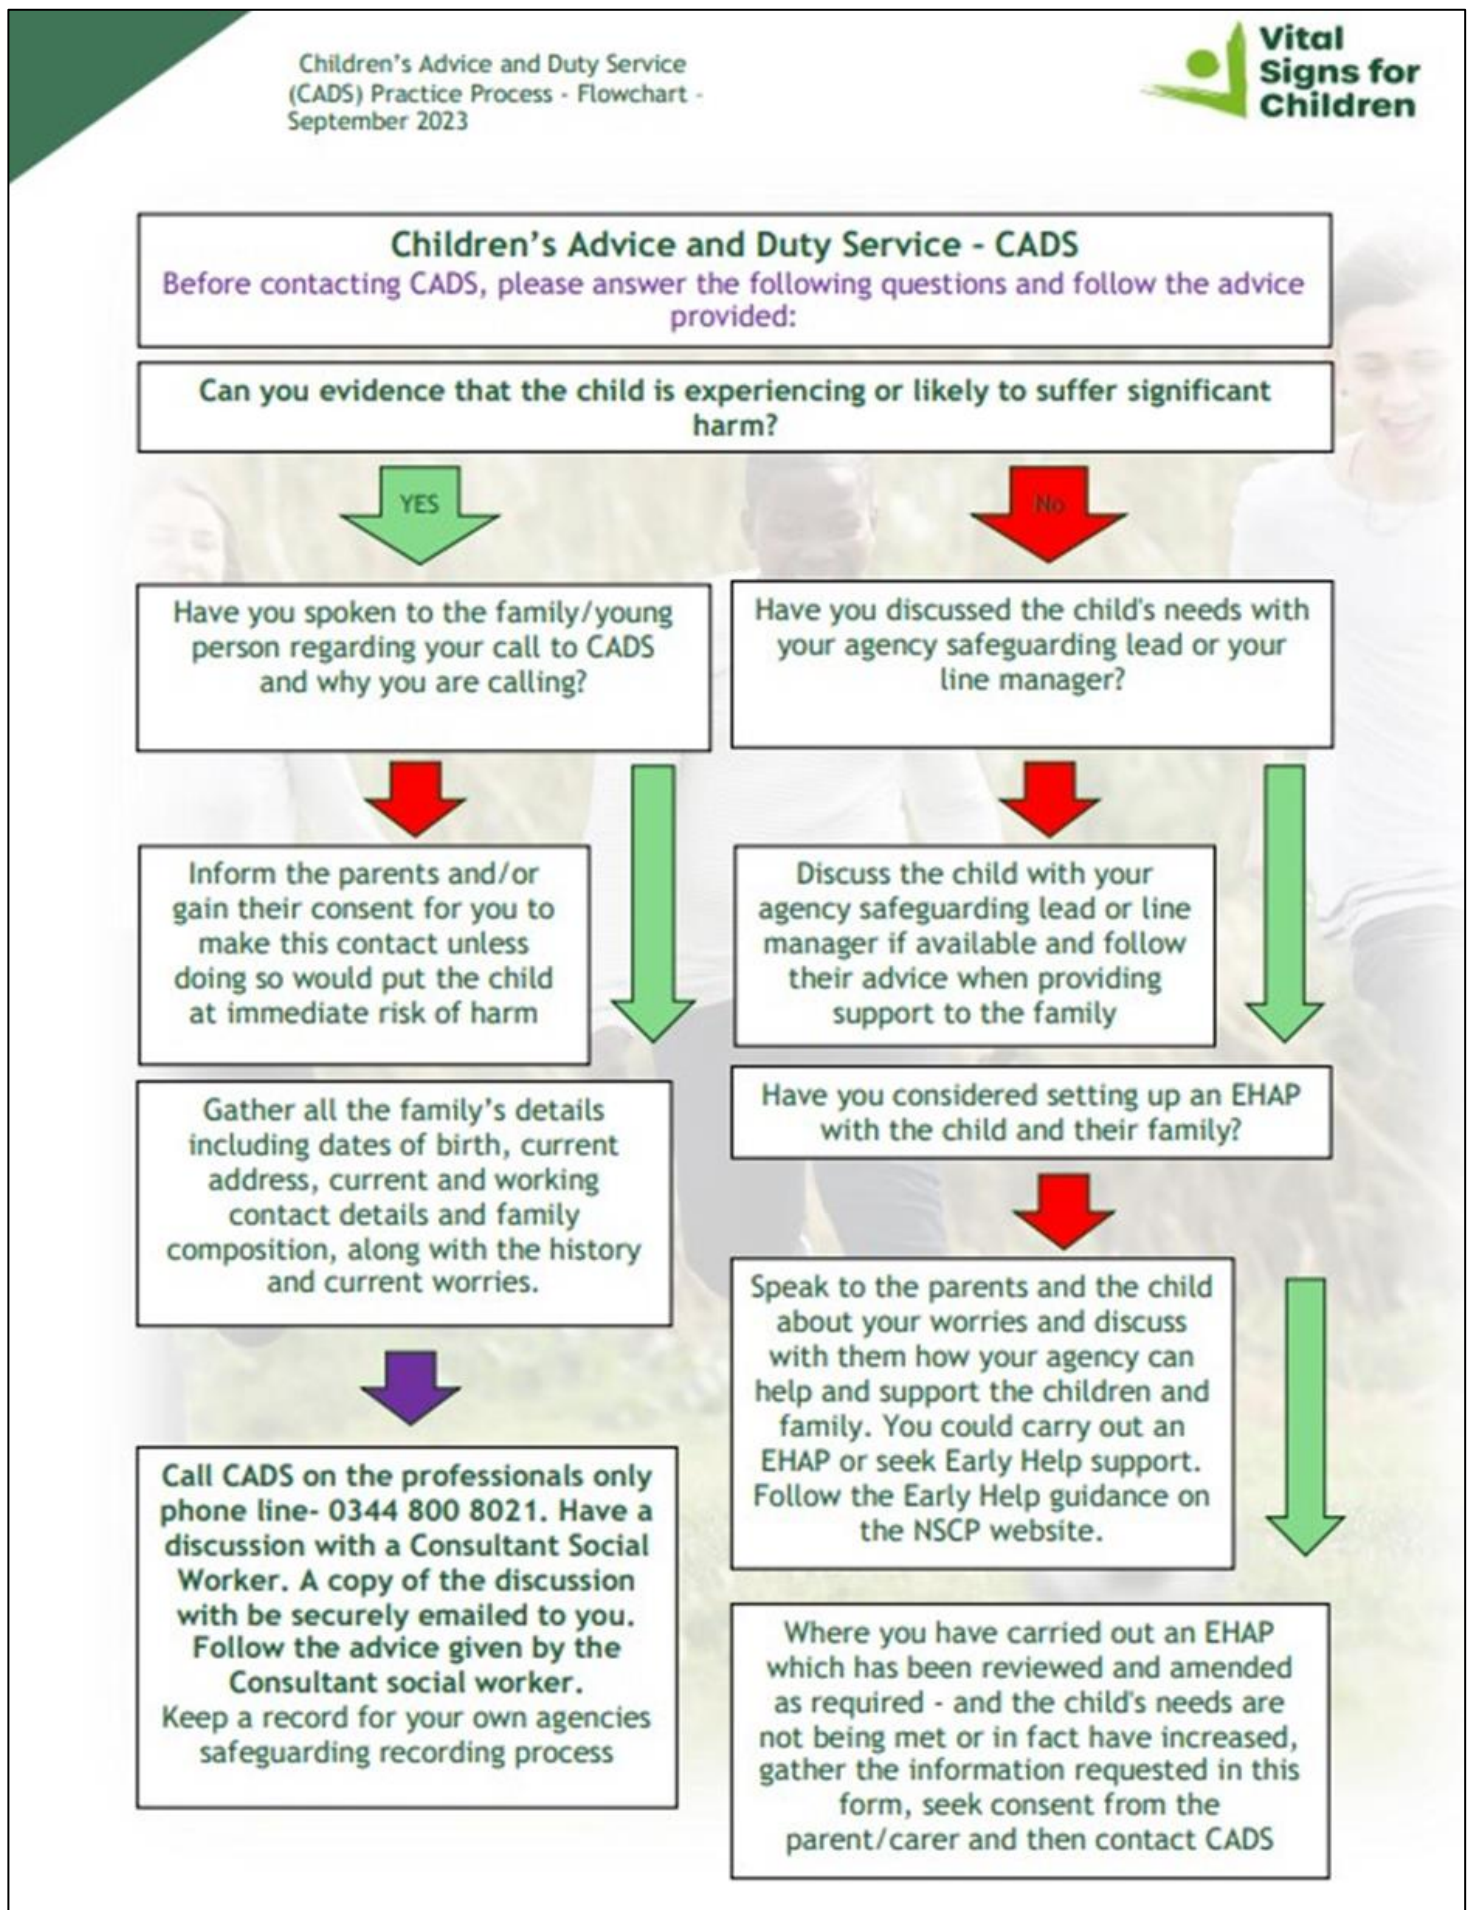 Children's Advice and Duty Service
(CADS) Practice Process - Flowchart -
September 2023
Vital
Signs for
Children
Children's Advice and Duty Service - CADS
Before contacting CADS, please answer the following questions and follow the advice
provided:
Can you evidence that the child is experiencing or likely to suffer significant
harm?
YES
No
Have you spoken to the family/young
person regarding your call to CADS
and why you are calling?
Have you discussed the child's needs with
your agency safeguarding lead or your
line manager?
Inform the parents and/or
gain their consent for you to
make this contact unless
doing so would put the child
at immediate risk of harm
Discuss the child with your
agency safeguarding lead or line
manager if available and follow
their advice when providing
support to the family
Gather all the family's details
including dates of birth, current
address, current and working
contact details and family
composition, along with the history
and current worries.
Have you considered setting up an EHAP
with the child and their family?
Speak to the parents and the child
about your worries and discuss
with them how your agency can
help and support the children and
family. You could carry out an
EHAP or seek Early Help support.
Follow the Early Help guidance on
the NSCP website.
Call CADS on the professionals only
phone line- 0344 800 8021. Have a
discussion with a Consultant Social
Worker. A copy of the discussion
with be securely emailed to you.
Follow the advice given by the
Consultant social worker.
Keep a record for your own agencies
safeguarding recording process
Where you have carried out an EHAP
which has been reviewed and amended
as required - and the child's needs are
not being met or in fact have increased,
gather the information requested in this
form, seek consent from the
parent/carer and then contact CADS